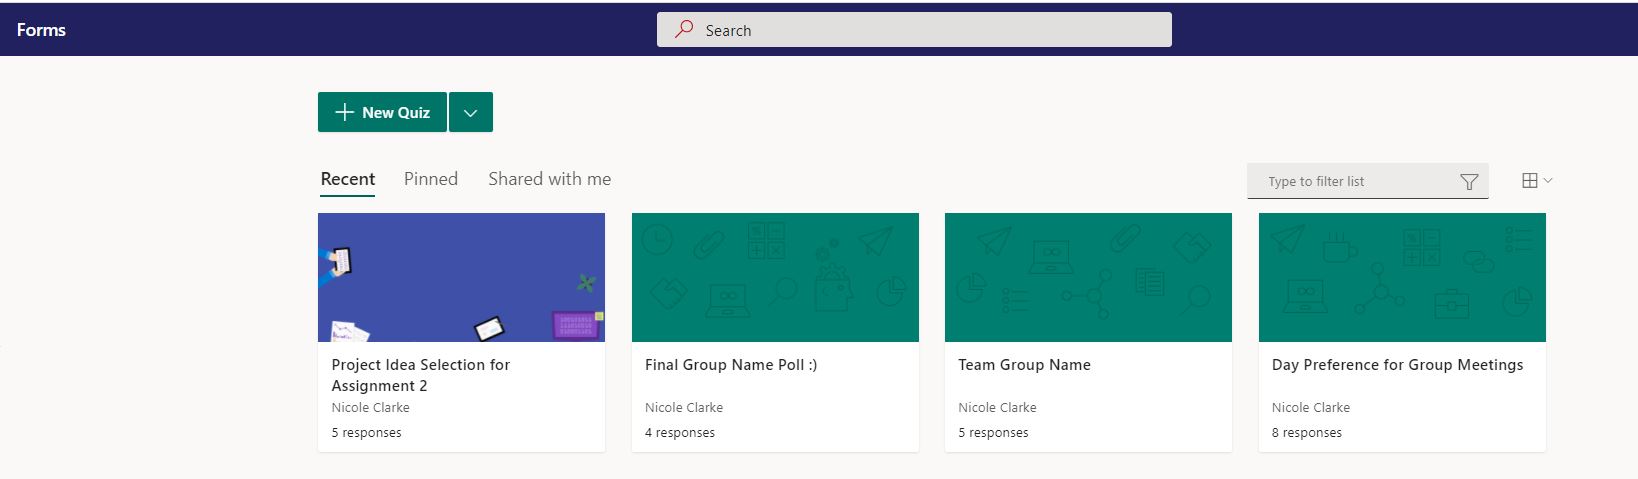 Forms
Search
New Quiz
Recent
Pinned
Shared with me
Type to filter list
Project Idea Selection for
Assignment 2
Nicole Clarke
5 responses
Final Group Name Poll :)
Nicole Clarke
4 responses
Team Group Name
Nicole Clarke
5 responses
Day Preference for Group Meetings
Nicole Clarke
8 responses